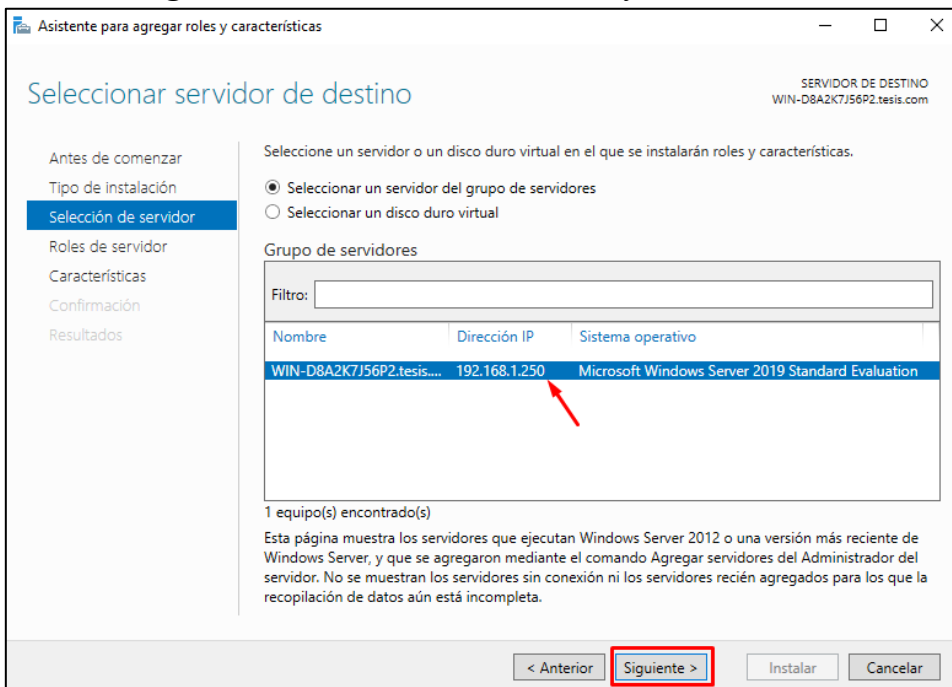 Asistente para agregar roles y características
Seleccionar servidor de destino
SERVIDOR DE DESTINO
WIN-D8A2K7J56P2.tesis.com
Antes de comenzar
Tipo de instalación
Selección de servidor
Roles de servidor
Características
Confirmación
Resultados
Seleccione un servidor o un disco duro virtual en el que se instalarán roles y características.
Seleccionar un servidor del grupo de servidores
Seleccionar un disco duro virtual
Grupo de servidores
Filtro:
Nombre Dirección IP Sistema operativo
WIN-D8A2K7J56P2.tesis.... 192.168.1.250 Microsoft Windows Server 2019 Standard Evaluation
1 equipo(s) encontrado(s)
Esta página muestra los servidores que ejecutan Windows Server 2012 o una versión más reciente de
Windows Server, y que se agregaron mediante el comando Agregar servidores del Administrador del
servidor. No se muestran los servidores sin conexión ni los servidores recién agregados para los que la
recopilación de datos aún está incompleta.
< Anterior Siguiente > Instalar Cancelar